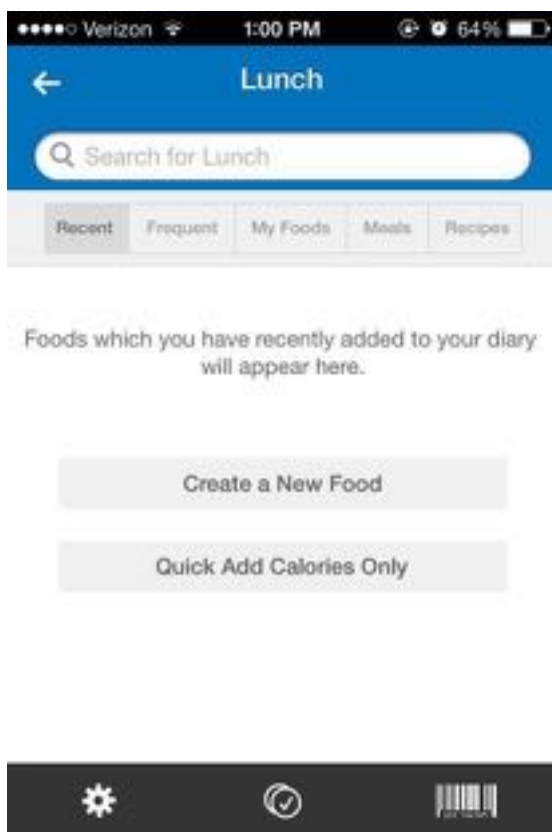 Verizon 1:00 PM 64%
Lunch
Search for Lunch
Recent Frequent My Foods Meals Recipes
Foods which you have recently added to your diary
will appear here.
Create a New Food
Quick Add Calories Only